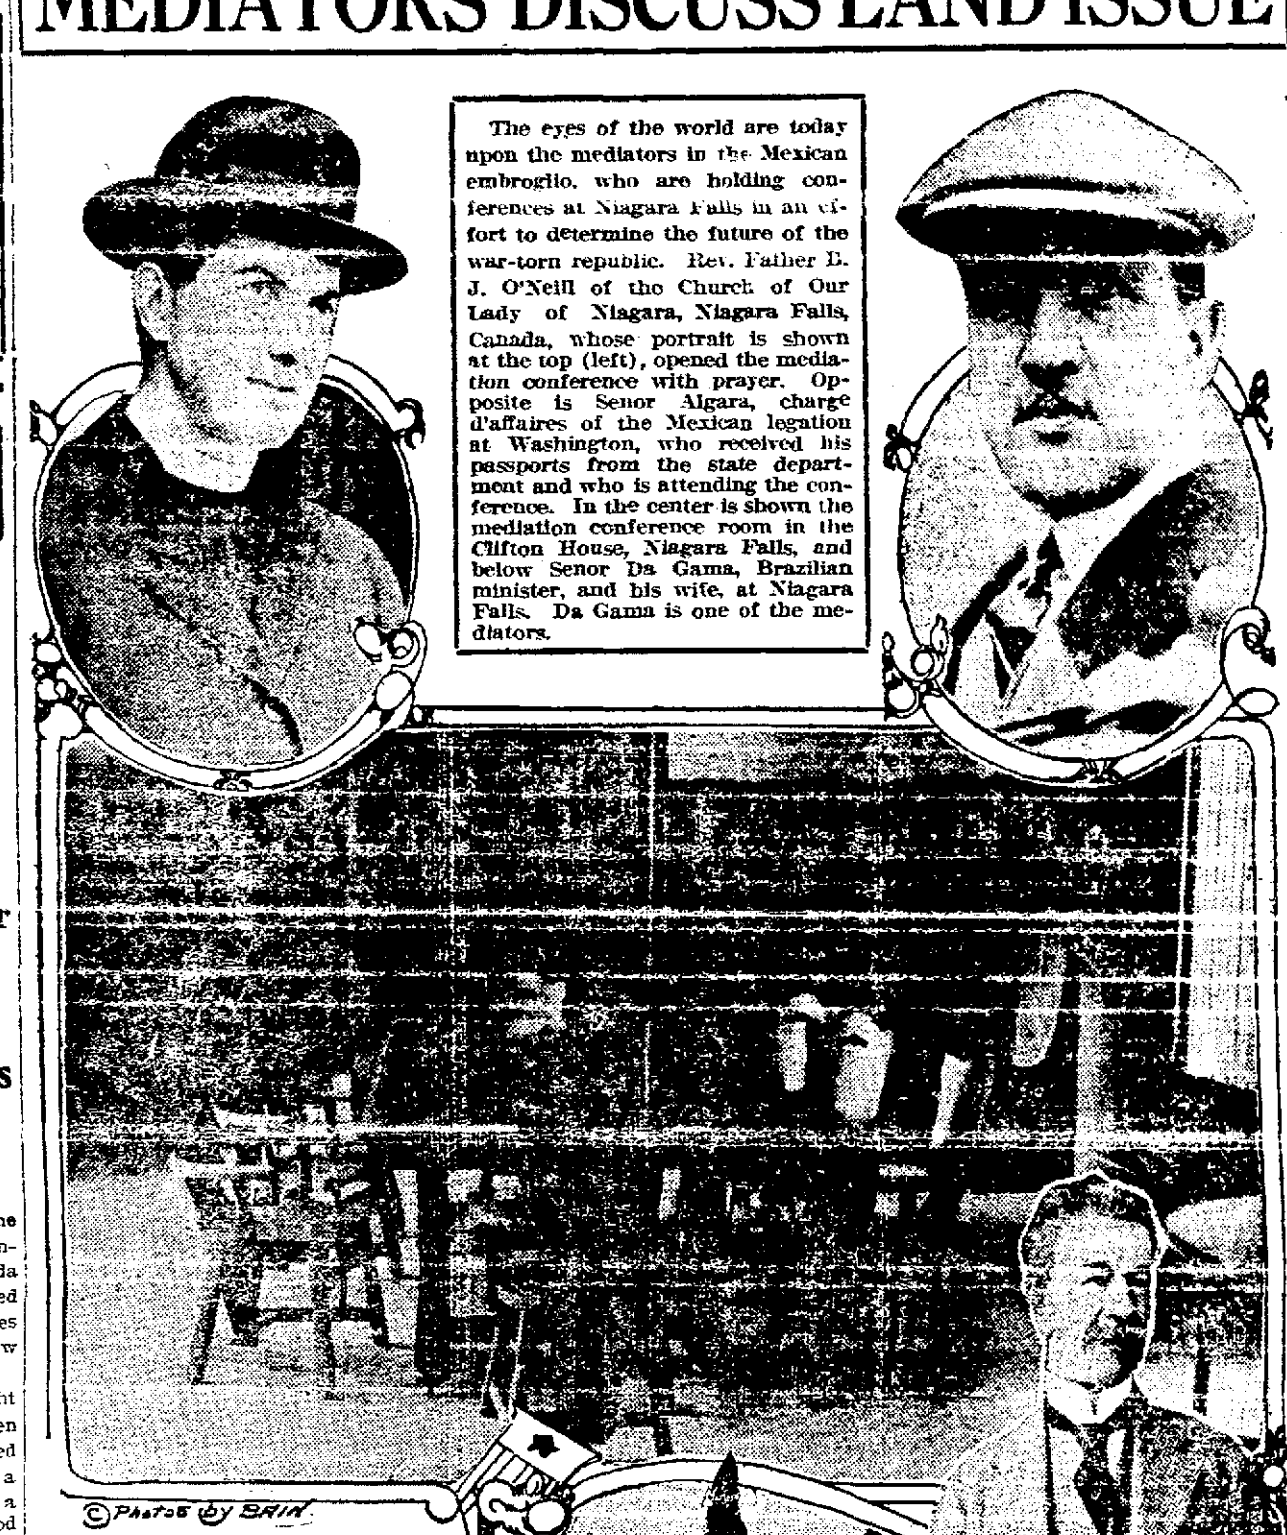 MEDIATORS DISCUSS LAND ISSUE
The eyes of the world are today
upon the mediators in the Mexican
embroglio, who are holding con-
ferences at Niagara Falls in an ef-
fort to determine the future of the
war-torn republic. Rev. Father
J. O'Neill of the Church of Our
Lady of Niagara, Niagara Falls,
Canada, whose portrait is shown
at the top (left), opened the media-
tion conference with prayer. Op-
posite is Senor Algara, charge
d'affaires of the Mexican legation
at Washington, who received his
passports from the state depart-
ment and who is attending the con-
ference. In the center is shown the
mediation conference room in the
Clifton House, Niagara Falls, and
below Senor Da Gama, Brazilian
minister, and his wife, at Niagara
Falls. Da Gama is one of the me-
diators.
© Photos by BAIN